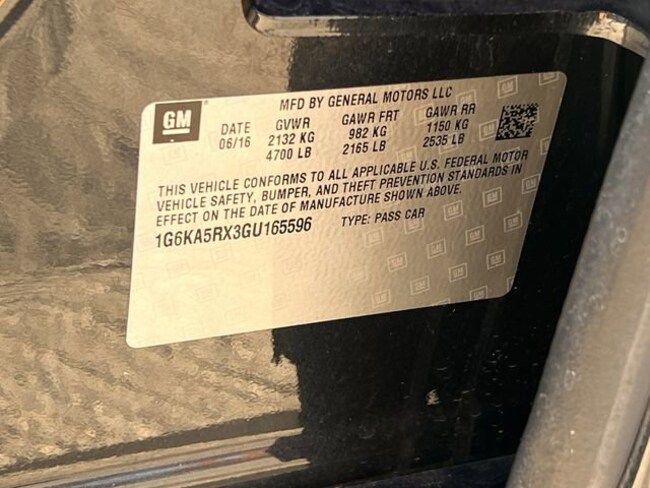 GM
MFD BY GENERAL MOTORS LLC
DATE GVWR GAWR FRT GAWR RR
06/16 2132 KG 982 KG 1150 KG
4700 LB 2165 LB 2535 LB
THIS VEHICLE CONFORMS TO ALL APPLICABLE U.S. FEDERAL MOTOR
VEHICLE SAFETY, BUMPER, AND THEFT PREVENTION STANDARDS IN
EFFECT ON THE DATE OF MANUFACTURE SHOWN ABOVE.
1G6KA5RX3GU165596 TYPE: PASS CAR